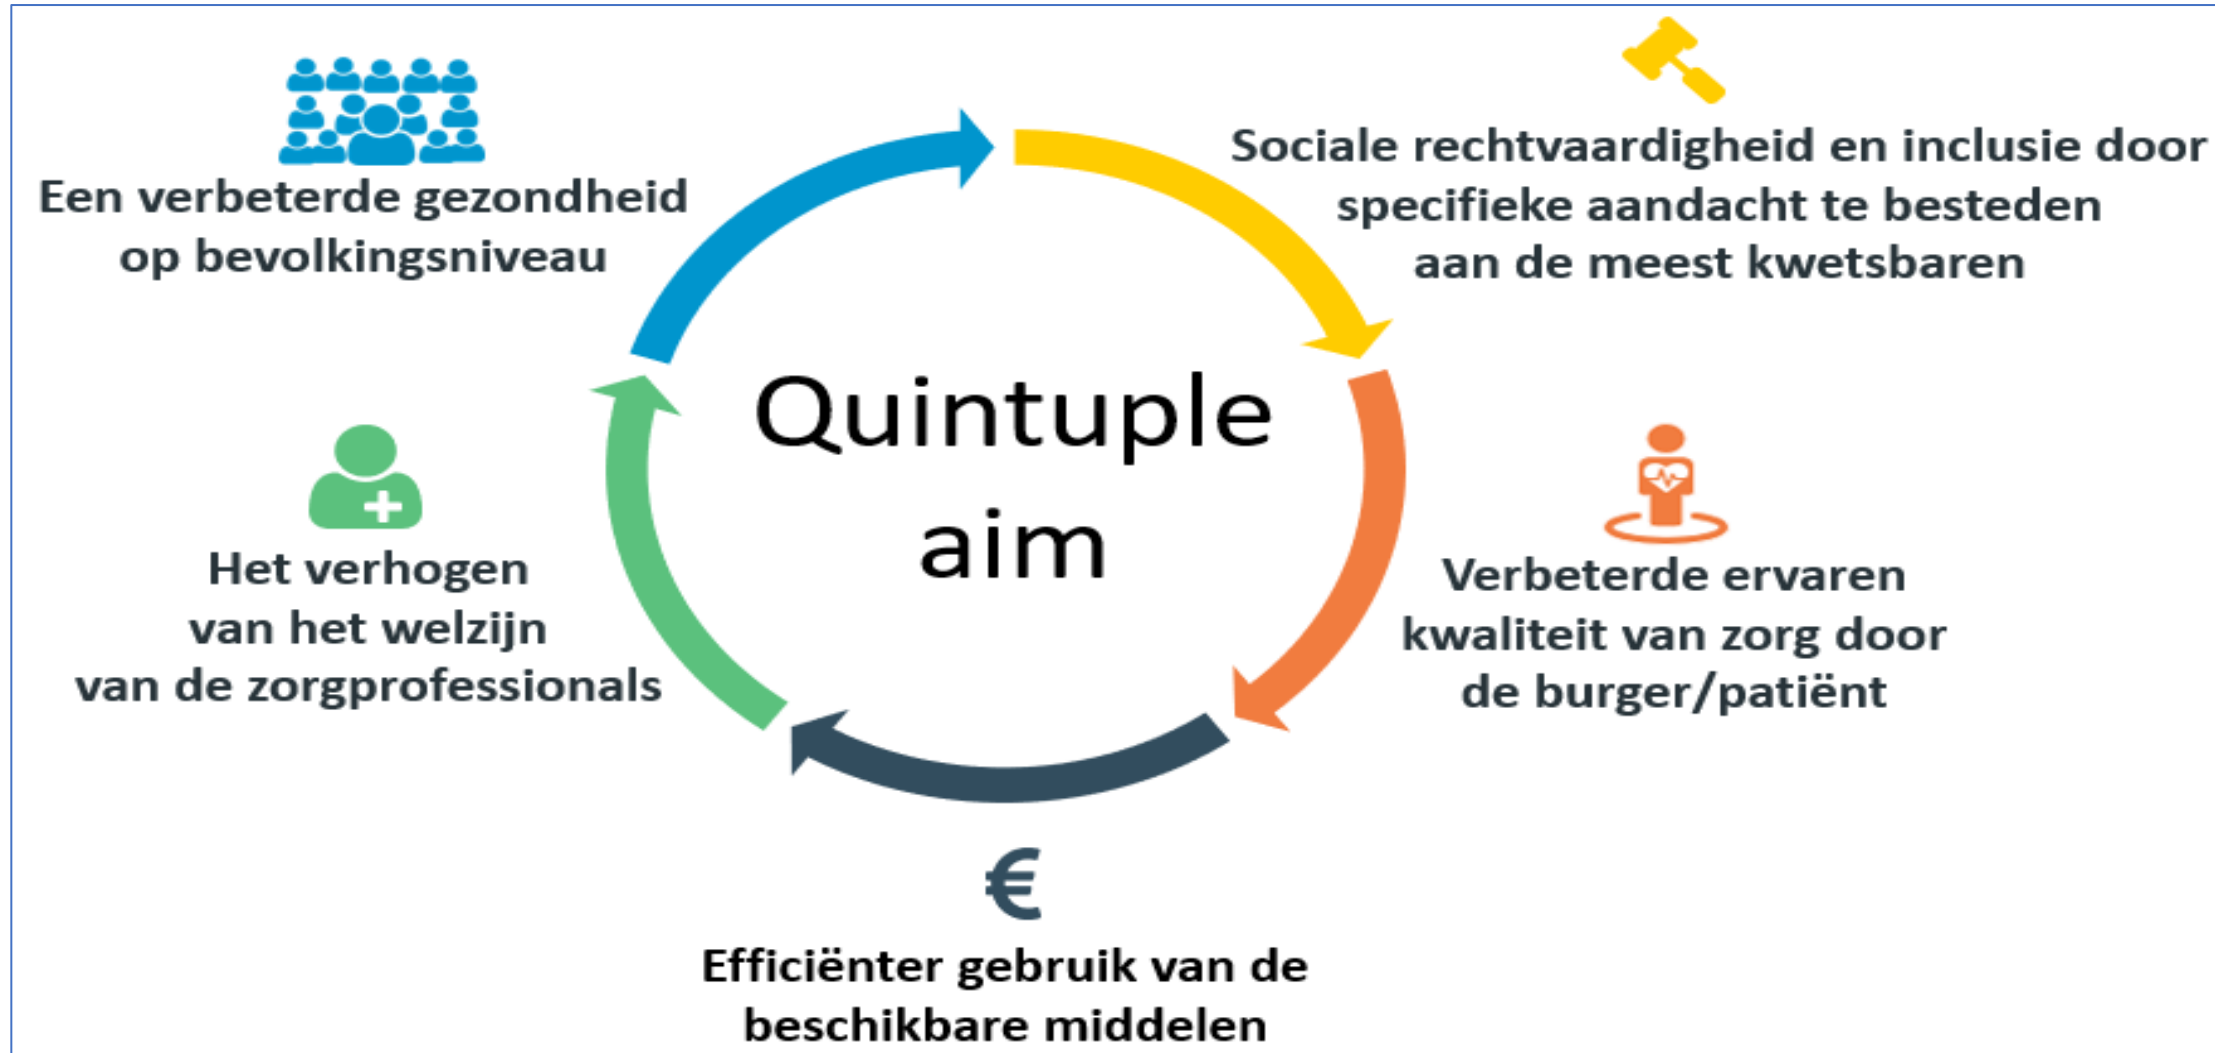 Een verbeterde gezondheid
op bevolkingsniveau
Sociale rechtvaardigheid en inclusie door
specifieke aandacht te besteden
aan de meest kwetsbaren
Quintuple
aim
Het verhogen
van het welzijn
van de zorgprofessionals
Verbeterde ervaren
kwaliteit van zorg door
de burger/patiënt
€
Efficiënter gebruik van de
beschikbare middelen